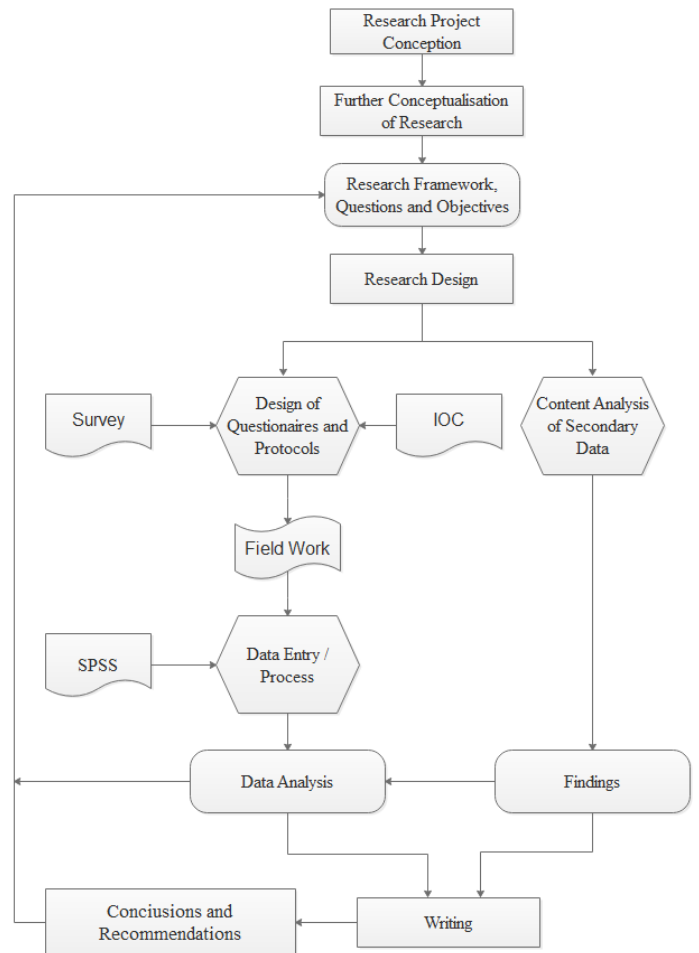 Research Project
Conception
Further Conceptualisation
of Research
Research Framework,
Questions and Objectives
Research Design
Survey
Design of
Questionaires and
Protocols
IOC
Content Analysis
of Secondary
Data
Field Work
SPSS
Data Entry /
Process
Data Analysis
Findings
Conciusions and
Recommendations
Writing